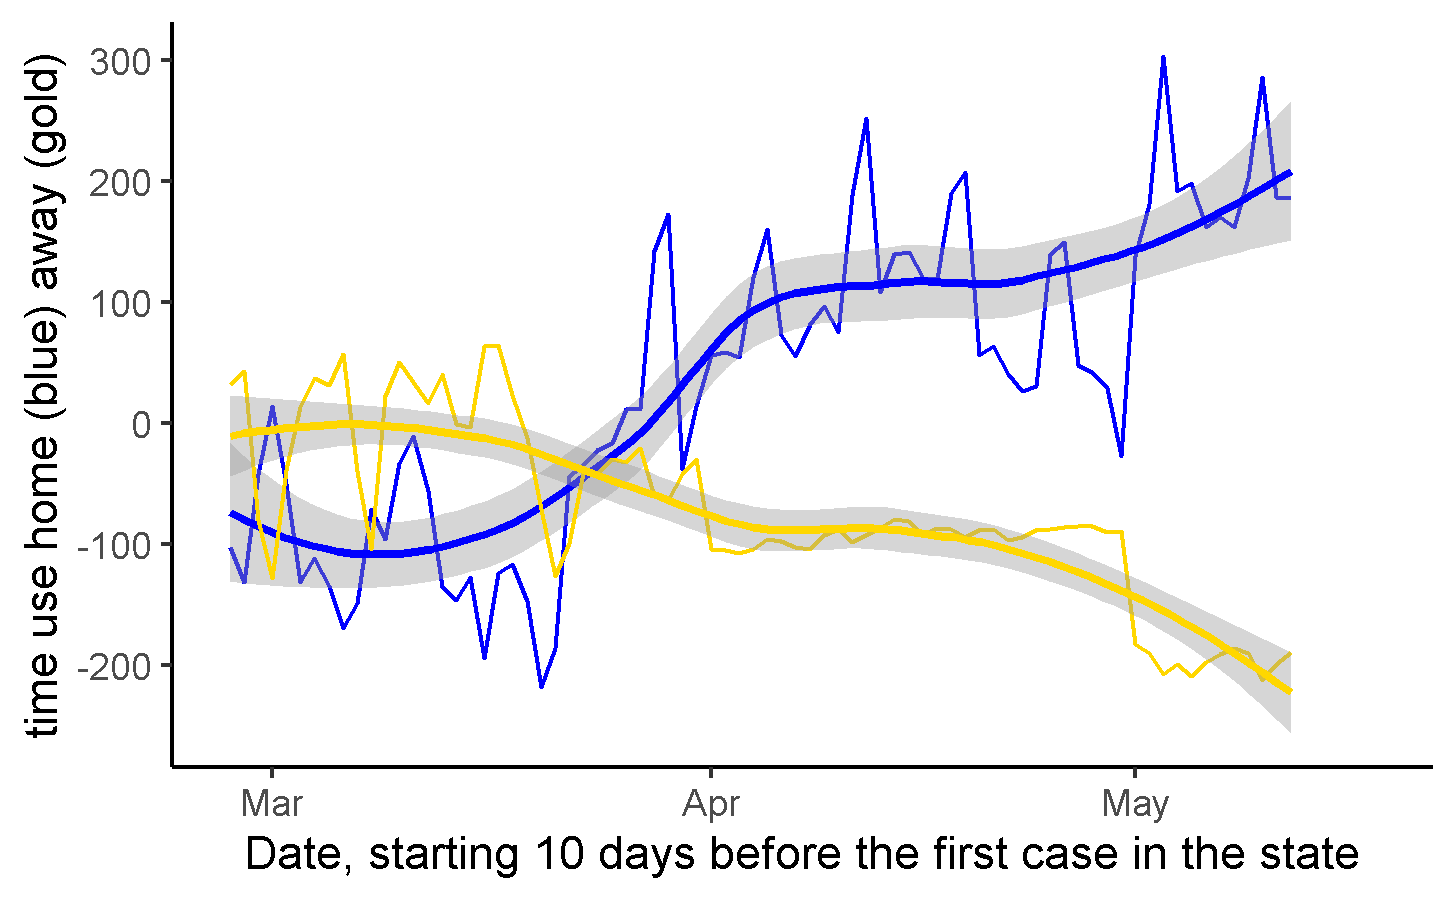 time use home (blue) away (gold)
300
200
100
0
-100
-200
Mar Apr May
Date, starting 10 days before the first case in the state